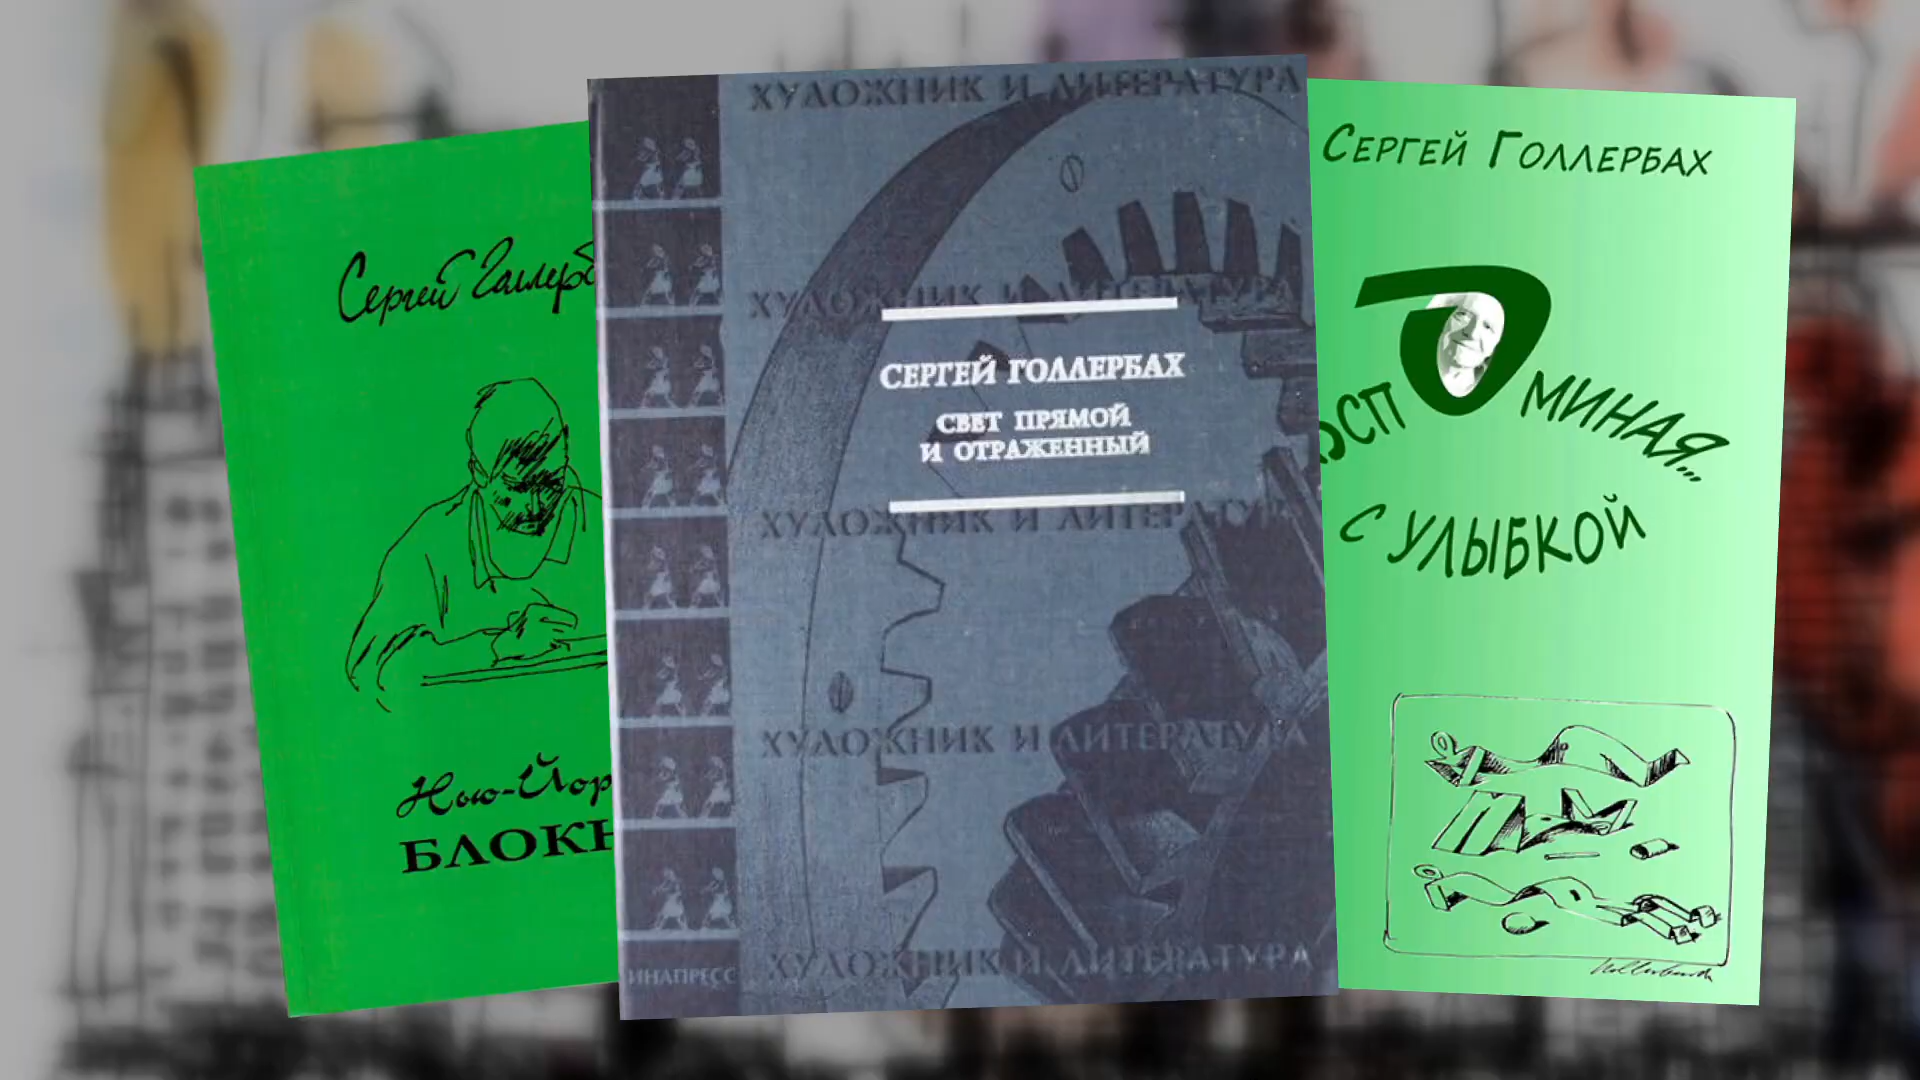 Сергей
Нью-Йор
БЛОКН
ХУДОЖНИК И ЛИТЕРАТУРА
ХУДОЖНИК И ЛИТЕРАТУРА
СЕРГЕЙ ГОЛЛЕРБАХ
СВЕТ ПРЯМОЙ
И ОТРАЖЕННЫЙ
ХУДОЖНИК И ЛИТЕРАТУРА
ХУДОЖНИК И ЛИТЕРАТУРА
ХУДОЖНИК И ЛИТЕРАТУРА
ИНАПРЕСС
СЕРГЕЙ ГОЛЛЕРБАХ
ОСПОМИНАЯ...
С УЛЫБКОЙ